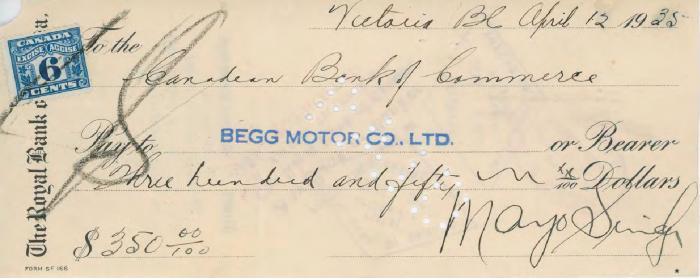 Victoria BC April 12 1935
CANADA
EXCISE ACCISE
6
CENTS
To the
Canadian Bank of Commerce
Pay to BEGG MOTOR CO., LTD. or Bearer
Three hundred and fifty xx/100 Dollars
$350 00/100
Mayo Singh
The Royal Bank
FORM SF 166